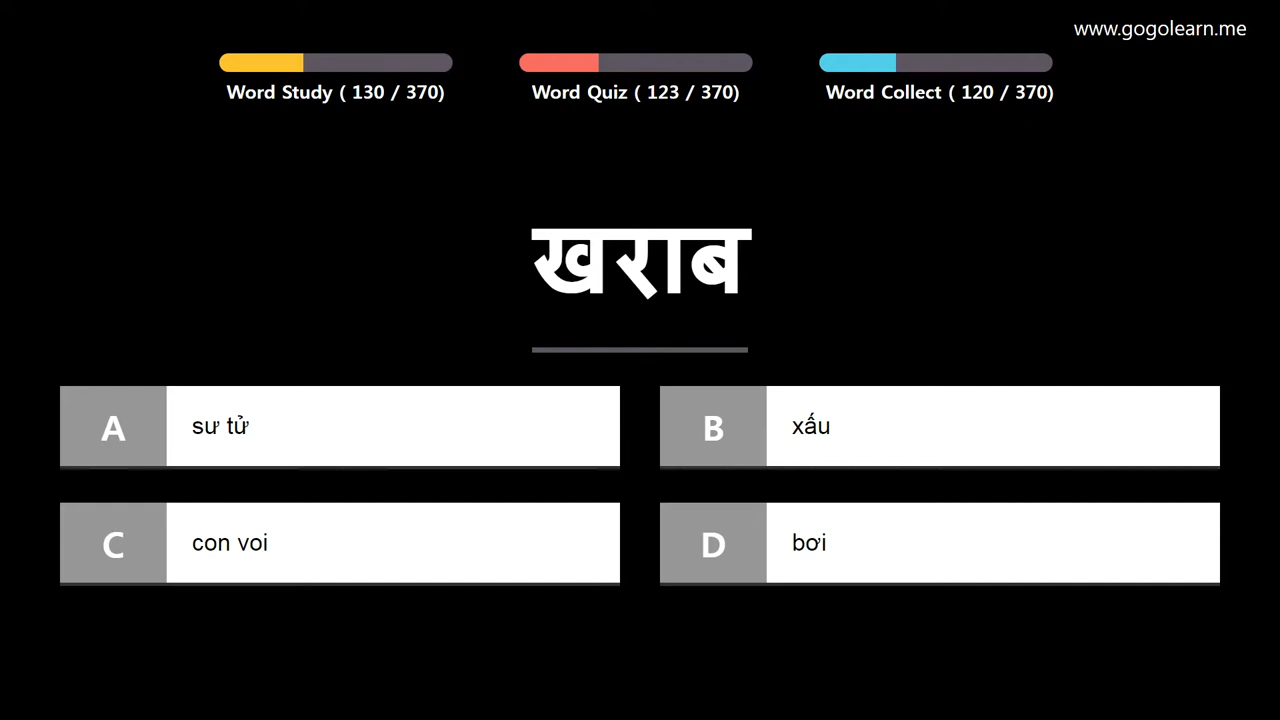 www.gogolearn.me
Word Study ( 130 / 370)
Word Quiz ( 123 / 370)
Word Collect ( 120 / 370)
खराब
A
sư tử
B
xấu
C
con voi
D
bơi